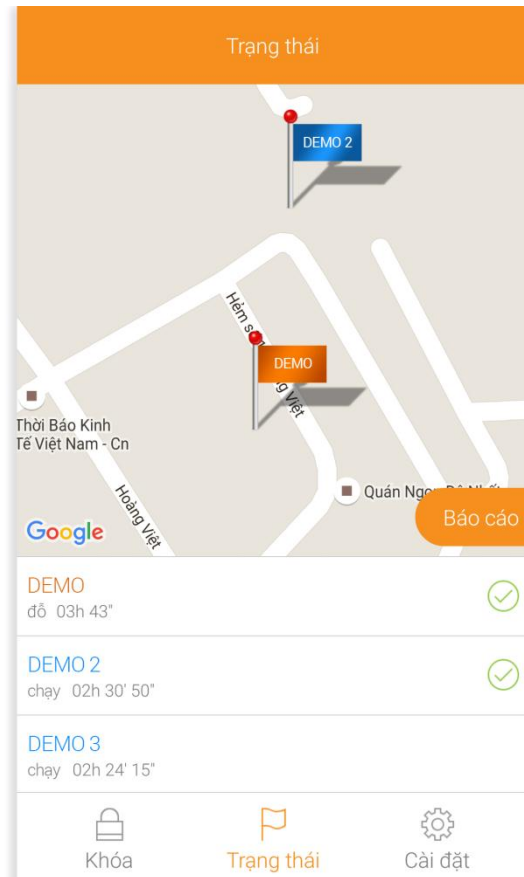 Trạng thái
DEMO 2
Hẻm
DEMO
Việt
Thời Báo Kinh
Tế Việt Nam - Cn
Hoàng Việt
Quán
Báo cáo
Google
DEMO
đỗ 03h 43"
DEMO 2
chạy 02h 30' 50"
DEMO 3
chạy 02h 24' 15"
Khóa
Trạng thái
Cài đặt